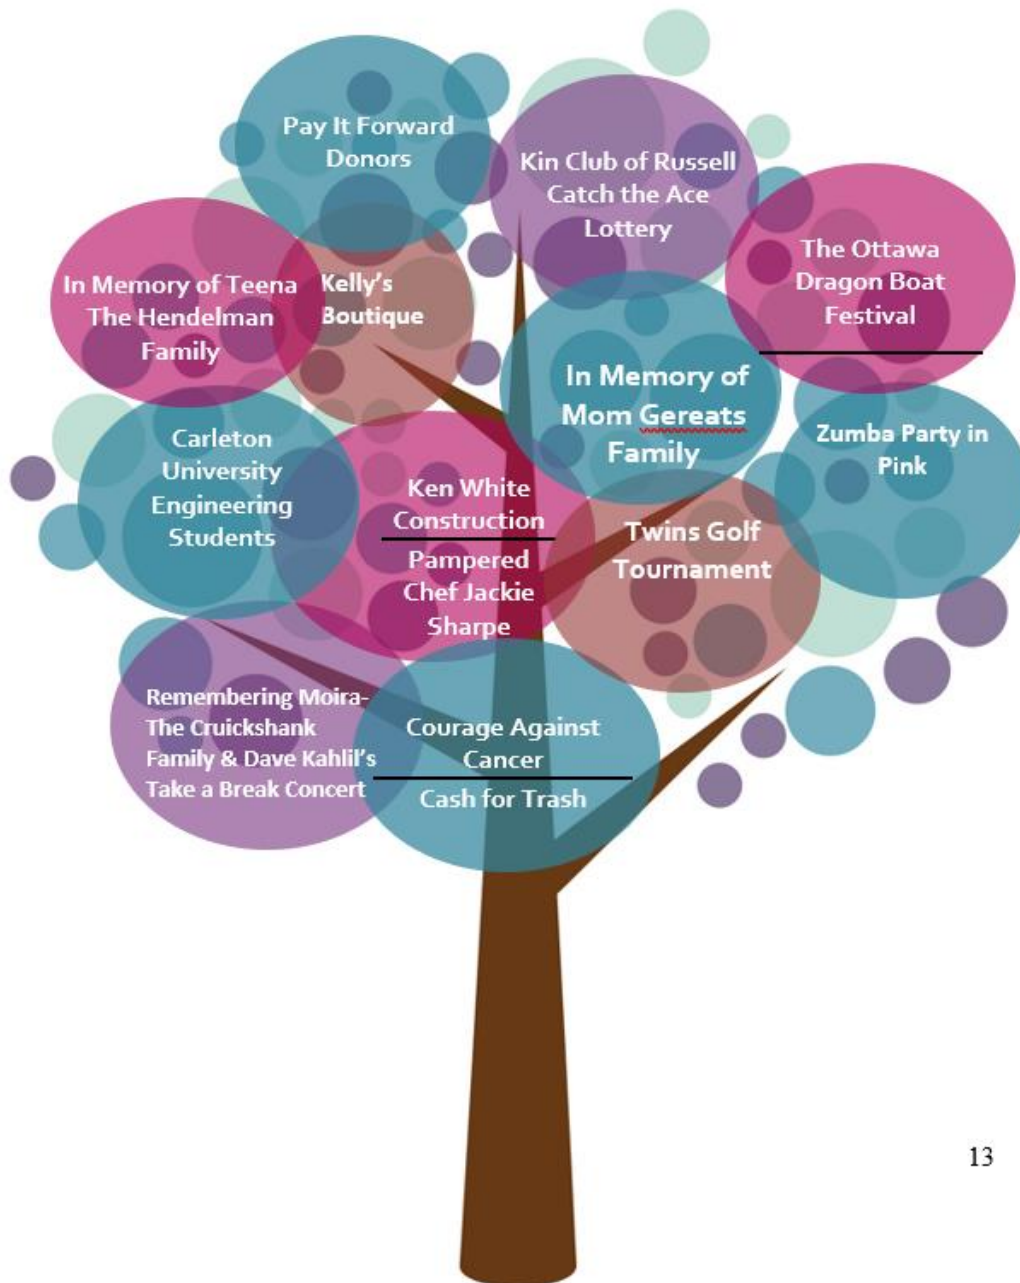 Pay It Forward
Donors
Kin Club of Russell
Catch the Ace
Lottery
The Ottawa
Dragon Boat
Festival
In Memory of Teena
The Hendelman
Family
Kelly's
Boutique
In Memory of
Mom Gereats
Family
Zumba Party in
Pink
Carleton
University
Engineering
Students
Ken White
Construction
Pampered
Chef Jackie
Sharpe
Twins Golf
Tournament
Remembering Moira-
The Cruickshank
Family & Dave Kahlil's
Take a Break Concert
Courage Against
Cancer
Cash for Trash
13